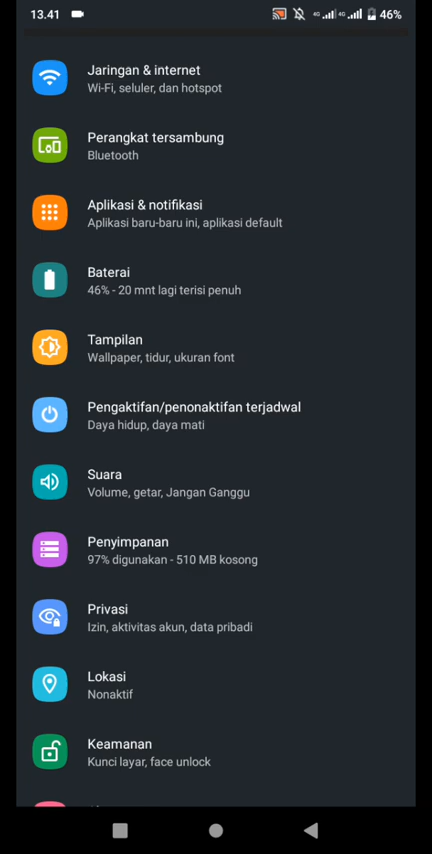 13.41
4G 4G 46%
Jaringan & internet
Wi-Fi, seluler, dan hotspot
Perangkat tersambung
Bluetooth
Aplikasi & notifikasi
Aplikasi baru-baru ini, aplikasi default
Baterai
46% - 20 mnt lagi terisi penuh
Tampilan
Wallpaper, tidur, ukuran font
Pengaktifan/penonaktifan terjadwal
Daya hidup, daya mati
Suara
Volume, getar, Jangan Ganggu
Penyimpanan
97% digunakan - 510 MB kosong
Privasi
Izin, aktivitas akun, data pribadi
Lokasi
Nonaktif
Keamanan
Kunci layar, face unlock